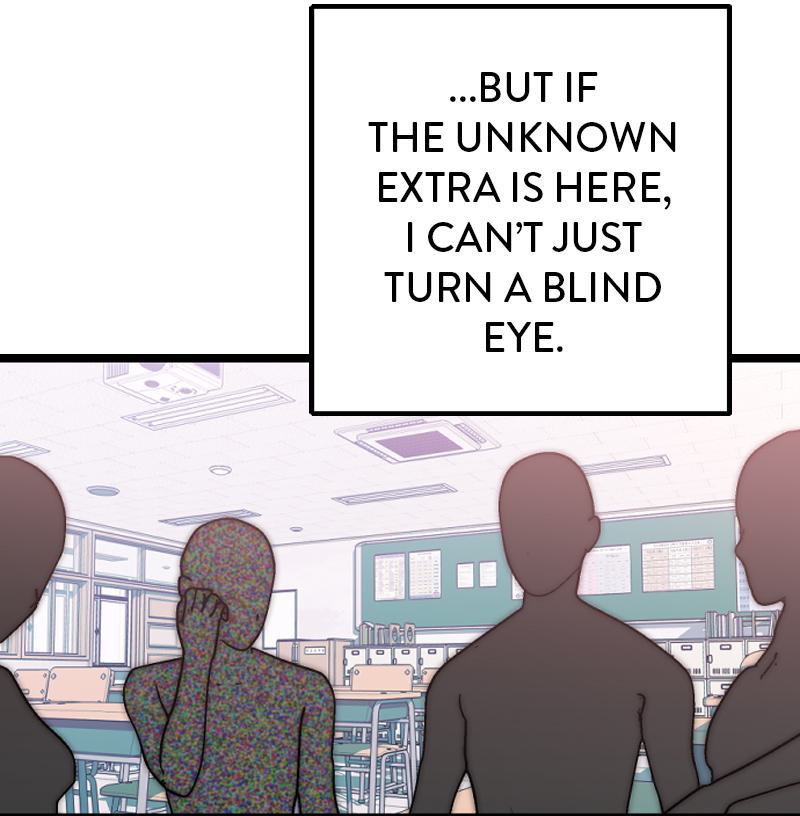 ...BUT IF
THE UNKNOWN
EXTRA IS HERE,
I CAN'T JUST
TURN A BLIND
EYE.